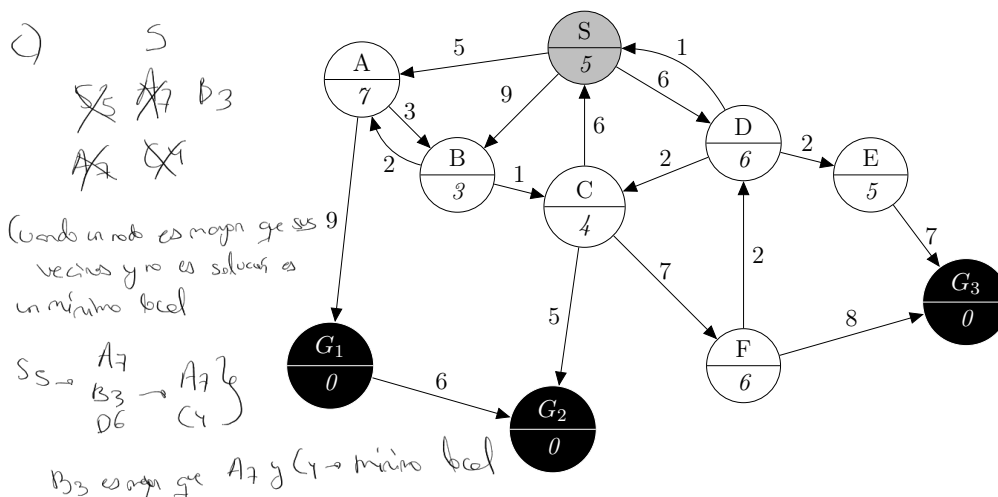 c) S
S5 A7 B3
A7 C4
Cuando un nodo es mayor que sus
vecinos y no es solución es
un mínimo local
S5 → A7
B3 → A7
D6 C4
B3 es mayor que A7 y C4 → mínimo local
S
5
A
7
B
3
C
4
D
6
E
5
F
6
G1
0
G2
0
G3
0
5
9
6
1
3
2
1
6
2
2
9
5
7
2
7
8
6